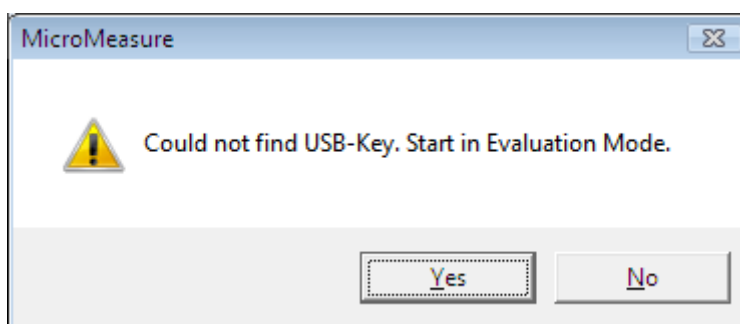 MicroMeasure
Could not find USB-Key. Start in Evaluation Mode.
Yes
No